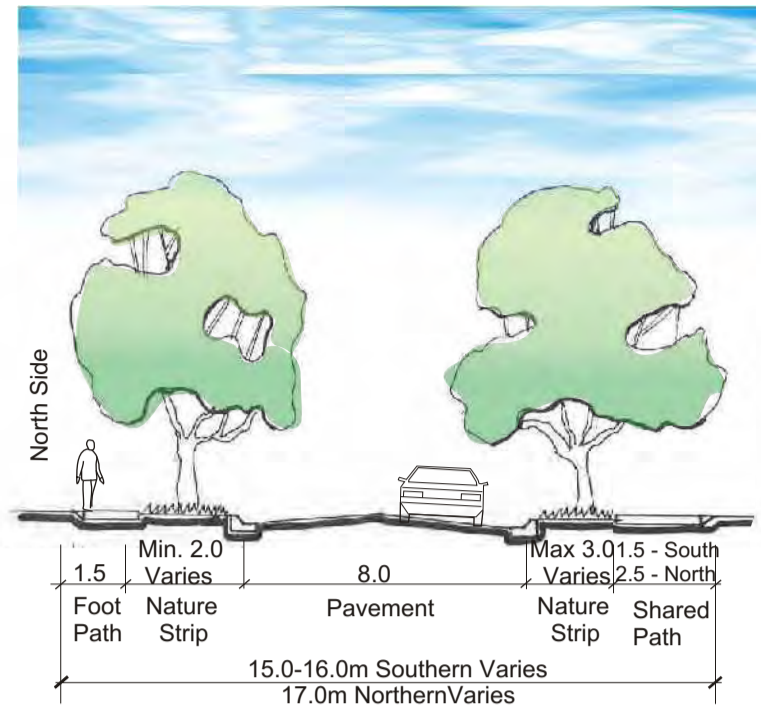 North Side
1.5
Foot
Path
Min. 2.0
Varies
Nature
Strip
8.0
Pavement
Max 3.0
Varies
Nature
Strip
1.5 - South
2.5 - North
Shared
Path
15.0-16.0m Southern Varies
17.0m NorthernVaries